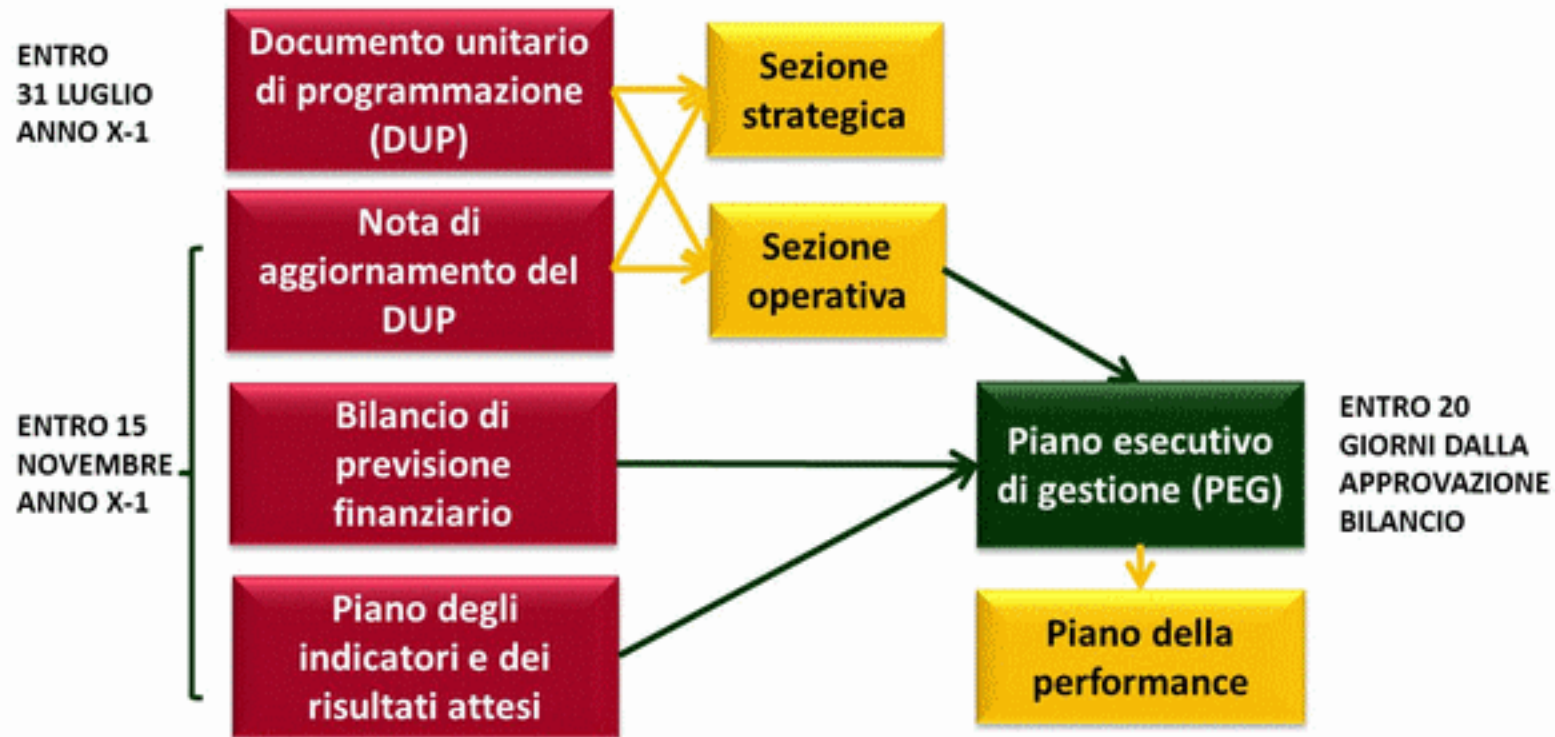 ENTRO
31 LUGLIO
ANNO X-1
Documento unitario
di programmazione
(DUP)
Sezione
strategica
Nota di
aggiornamento del
DUP
Sezione
operativa
ENTRO 15
NOVEMBRE
ANNO X-1
Bilancio di
previsione
finanziario
Piano esecutivo
di gestione (PEG)
ENTRO 20
GIORNI DALLA
APPROVAZIONE
BILANCIO
Piano degli
indicatori e dei
risultati attesi
Piano della
performance